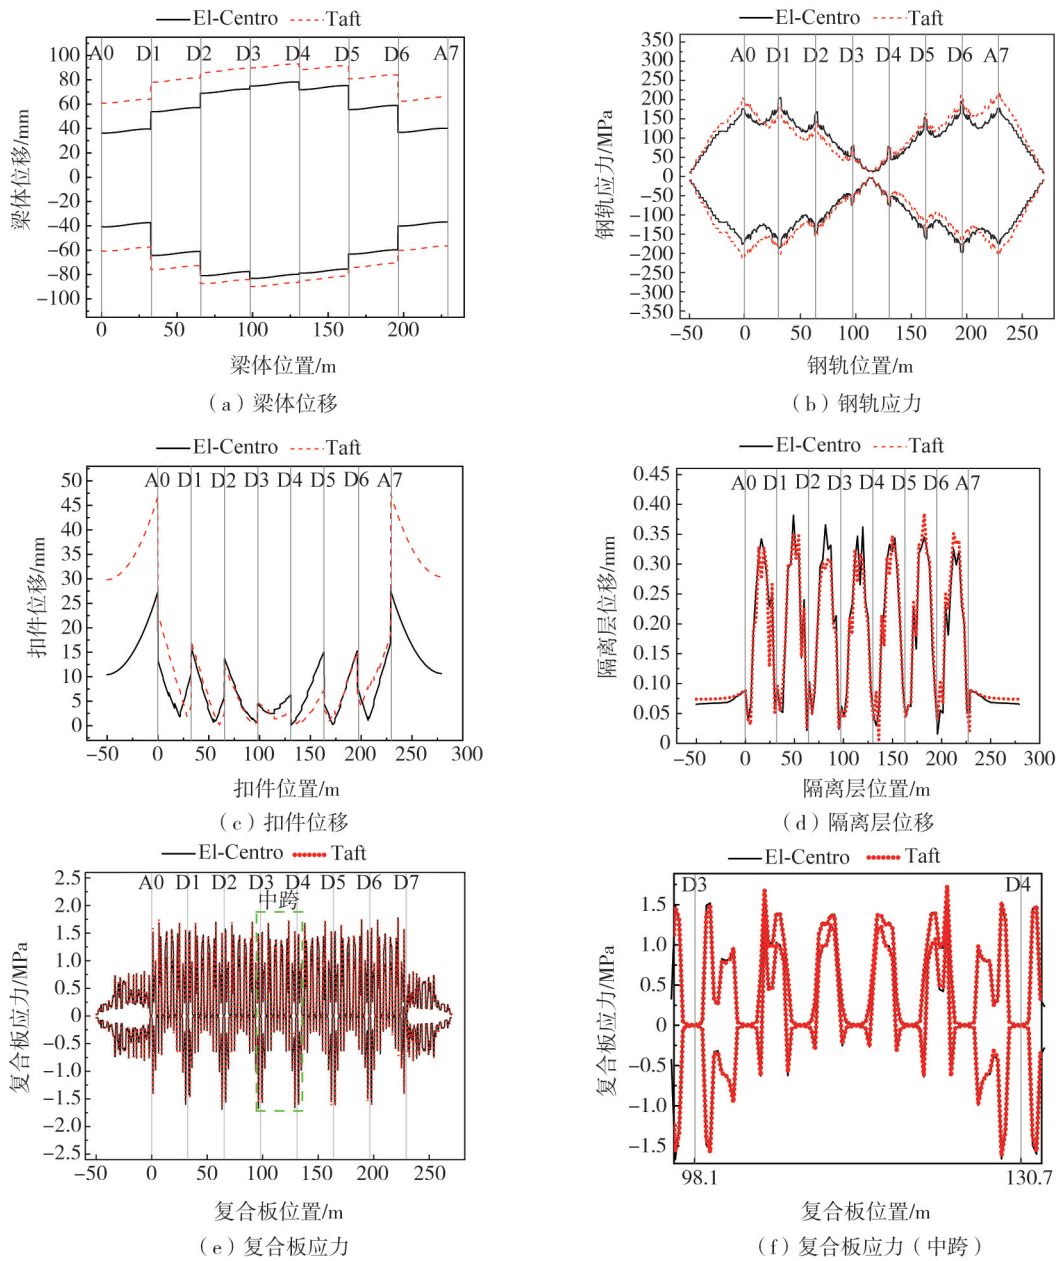 El-Centro Taft
A0 D1 D2 D3 D4 D5 D6 A7
100
80
60
40
20
0
−20
−40
−60
−80
−100
梁体位移/mm
0 50 100 150 200
梁体位置/m
（a）梁体位移
El-Centro Taft
A0 D1 D2 D3 D4 D5 D6 A7
350
300
250
200
150
100
50
0
−50
−100
−150
−200
−250
−300
−350
钢轨应力/MPa
−50 0 50 100 150 200 250
钢轨位置/m
（b）钢轨应力
El-Centro Taft
A0 D1 D2 D3 D4 D5 D6 A7
50
45
40
35
30
25
20
15
10
5
0
扣件位移/mm
−50 0 50 100 150 200 250 300
扣件位置/m
（c）扣件位移
El-Centro Taft
A0 D1 D2 D3 D4 D5 D6 A7
0.45
0.40
0.35
0.30
0.25
0.20
0.15
0.10
0.05
0
隔离层位移/mm
−50 0 50 100 150 200 250 300
隔离层位置/m
（d）隔离层位移
El-Centro Taft
A0 D1 D2 D3 D4 D5 D6 D7
中跨
2.5
2.0
1.5
1.0
0.5
0
−0.5
−1.0
−1.5
−2.0
−2.5
复合板应力/MPa
−50 0 50 100 150 200 250
复合板位置/m
（e）复合板应力
El-Centro Taft
D3 D4
1.5
1.0
0.5
0
−0.5
−1.0
−1.5
复合板应力/MPa
98.1 130.7
复合板位置/m
（f）复合板应力（中跨）